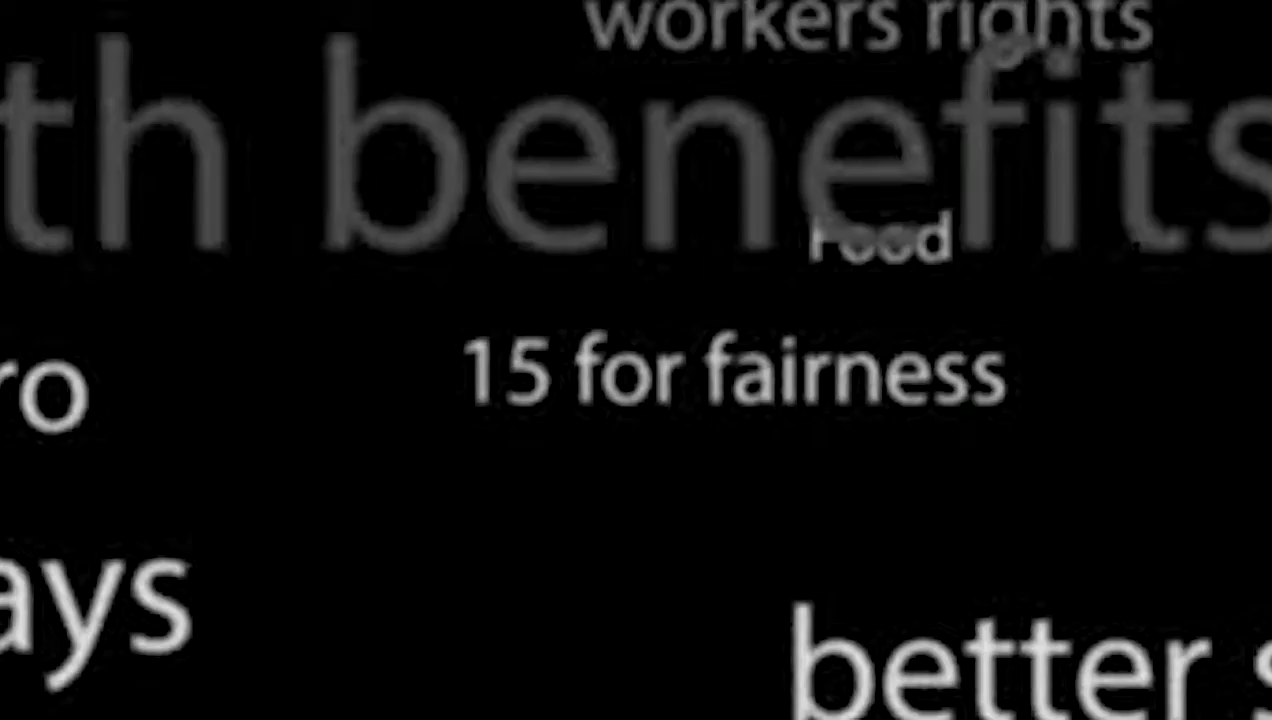 workers rights
th benefits
Food
15 for fairness
ro
ays
better s